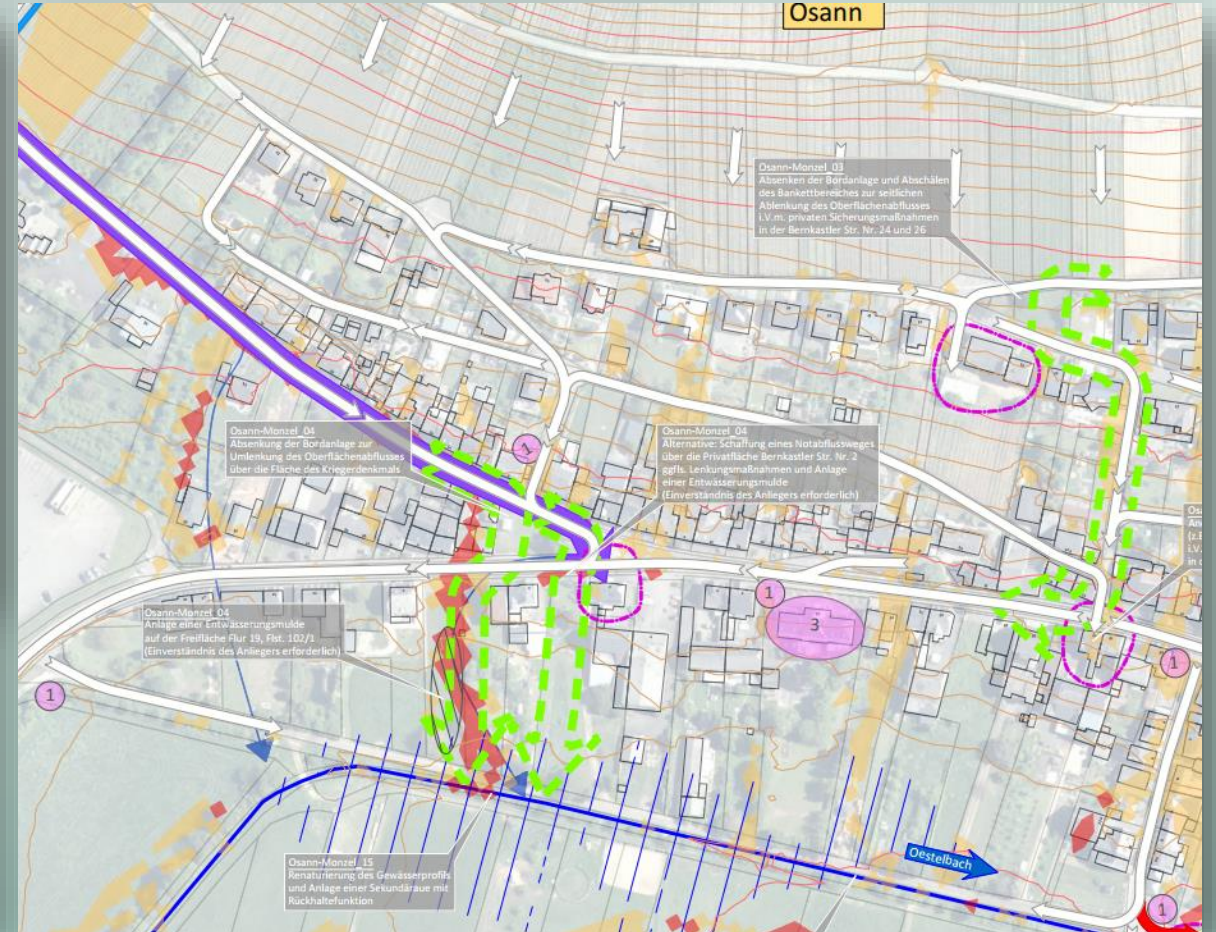 Osann
Osann-Monzel_03
Absenken der Bordanlage und Abschälen
des Bankettbereiches zur seitlichen
Ablenkung des Oberflächenabflusses
i.V.m. privaten Sicherungsmaßnahmen
in der Bernkastler Str. Nr. 24 und 26
Osann-Monzel_04
Absenkung der Bordanlage zur
Umlenkung des Oberflächenabflusses
über die Fläche des Kriegerdenkmals
1
Osann-Monzel_04
Alternative: Schaffung eines Notabflussweges
über die Privatfläche Bernkastler Str. Nr. 2
ggfls. Lenkungsmaßnahmen und Anlage
einer Entwässerungsmulde
(Einverständnis des Anliegers erforderlich)
Osa
An
(z.B
i.V.
in d
Osann-Monzel_04
Anlage einer Entwässerungsmulde
auf der Freifläche Flur 19, Flst. 102/1
(Einverständnis des Anliegers erforderlich)
1
3
1
1
Osann-Monzel_15
Renaturierung des Gewässerprofils
und Anlage einer Sekundäraue mit
Rückhaltefunktion
Oestelbach
1